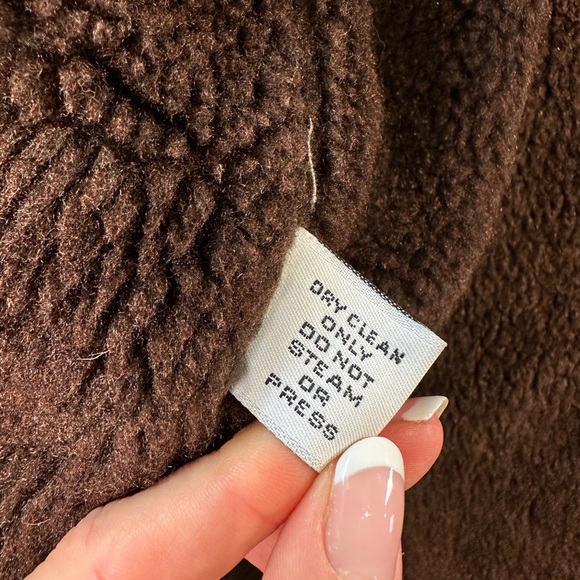 DRY CLEAN
ONLY
DO NOT
STEAM
OR
PRESS